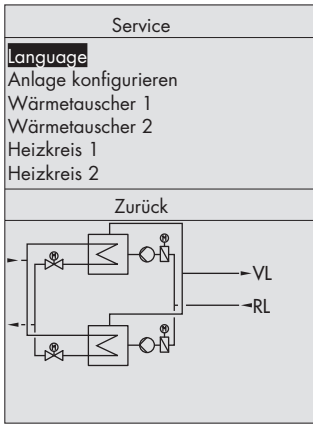 Service
Language
Anlage konfigurieren
Wärmetauscher 1
Wärmetauscher 2
Heizkreis 1
Heizkreis 2
Zurück
M
M
VL
M
RL
M